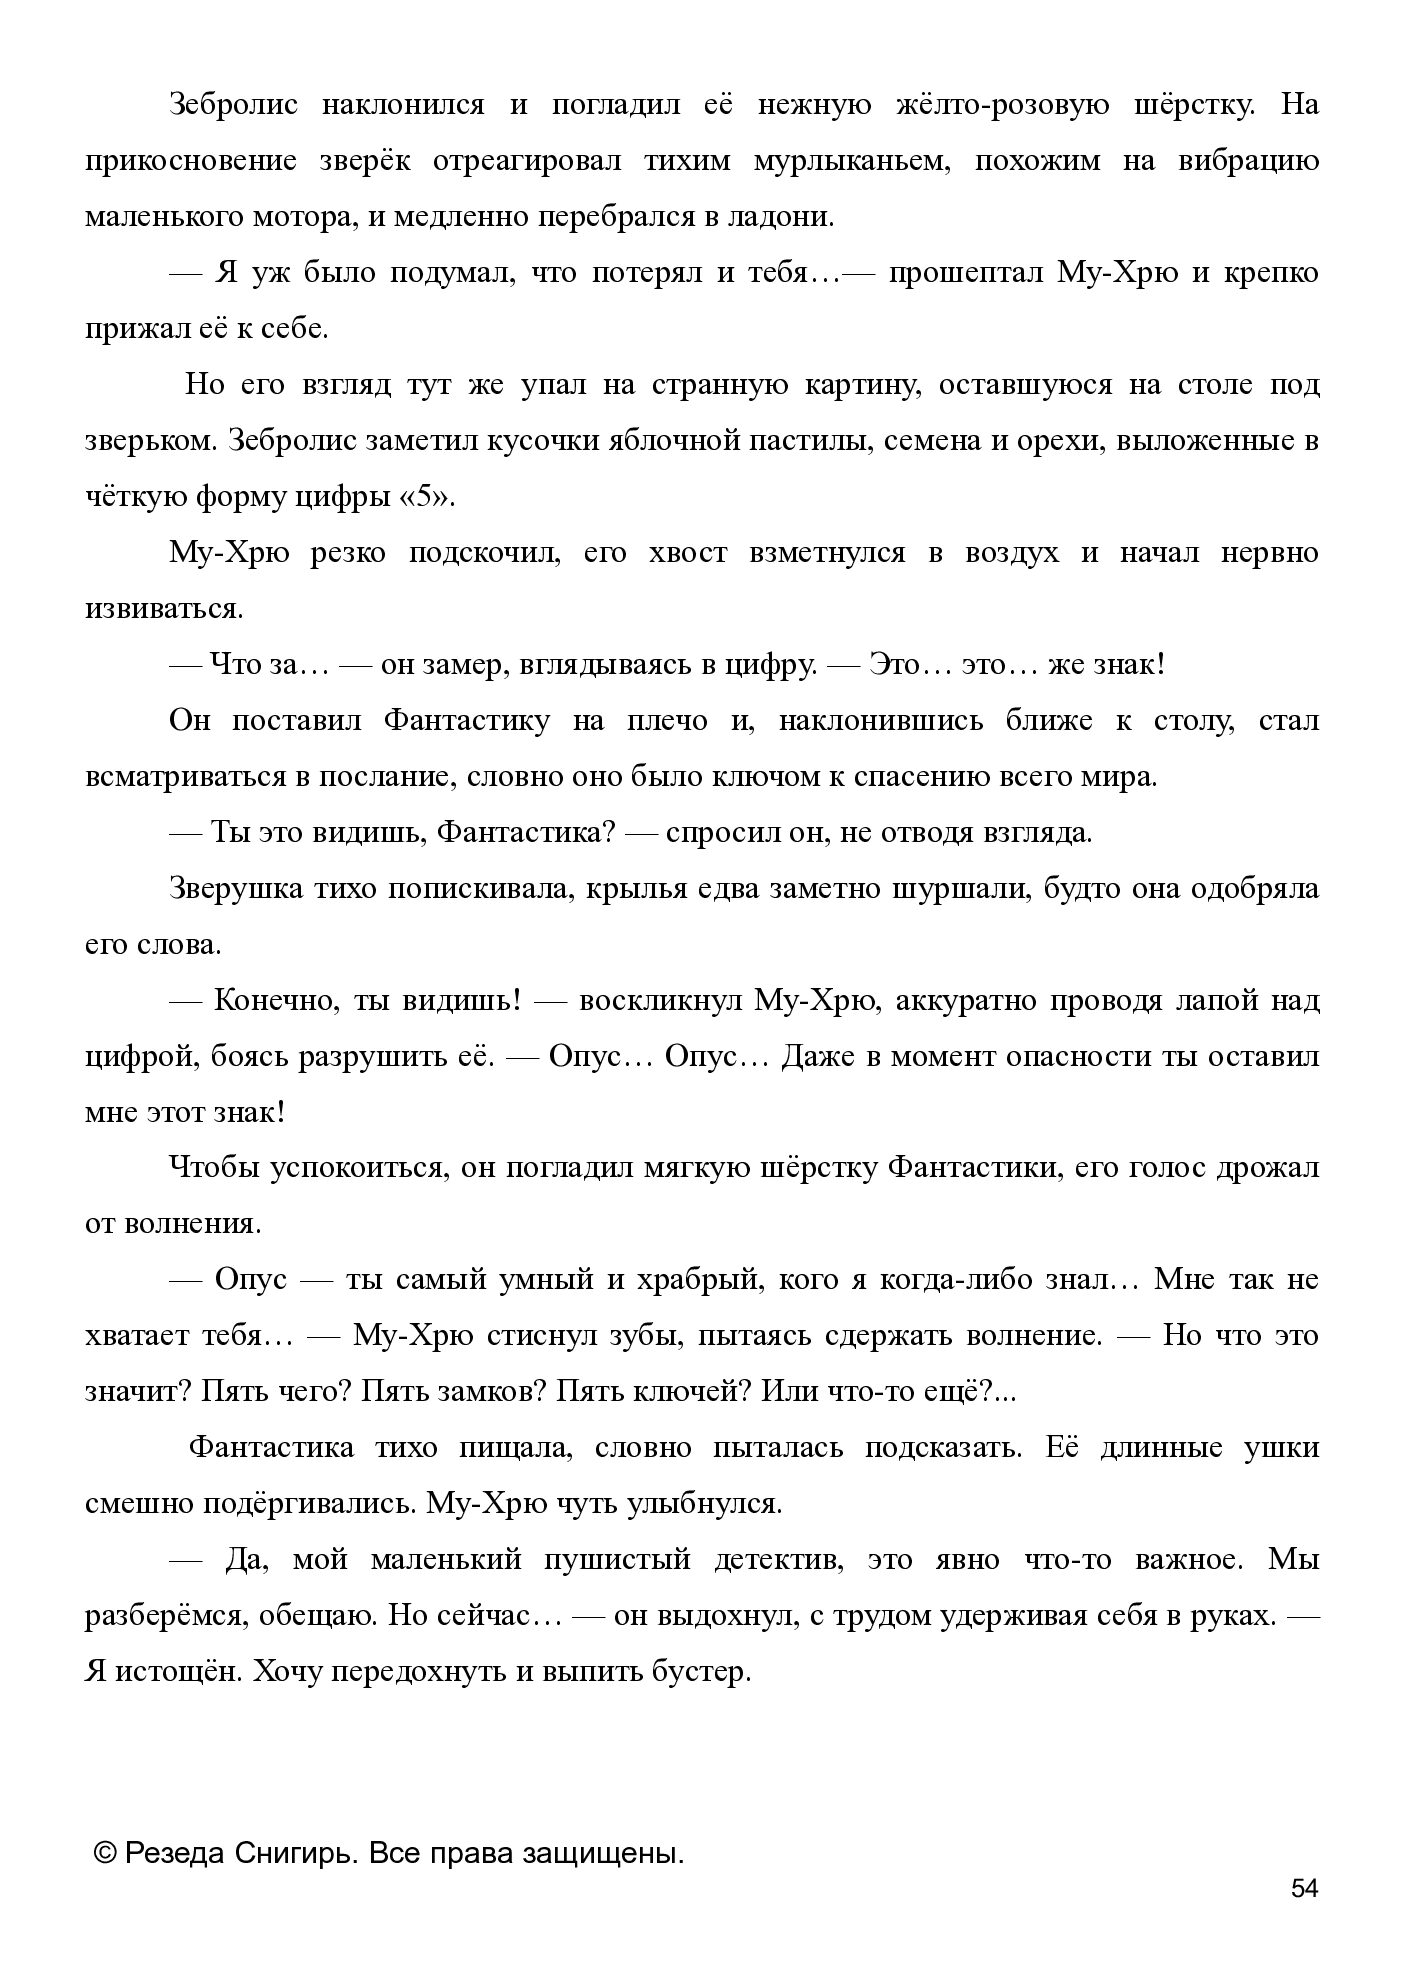 Зебролис наклонился и погладил её нежную жёлто-розовую шёрстку. На
прикосновение зверёк отреагировал тихим мурлыканьем, похожим на вибрацию
маленького мотора, и медленно перебрался в ладони.
— Я уж было подумал, что потерял и тебя…— прошептал Му-Хрю и крепко
прижал её к себе.
Но его взгляд тут же упал на странную картину, оставшуюся на столе под
зверьком. Зебролис заметил кусочки яблочной пастилы, семена и орехи, выложенные в
чёткую форму цифры «5».
Му-Хрю резко подскочил, его хвост взметнулся в воздух и начал нервно
извиваться.
— Что за… — он замер, вглядываясь в цифру. — Это… это… же знак!
Он поставил Фантастику на плечо и, наклонившись ближе к столу, стал
всматриваться в послание, словно оно было ключом к спасению всего мира.
— Ты это видишь, Фантастика? — спросил он, не отводя взгляда.
Зверушка тихо попискивала, крылья едва заметно шуршали, будто она одобряла
его слова.
— Конечно, ты видишь! — воскликнул Му-Хрю, аккуратно проводя лапой над
цифрой, боясь разрушить её. — Опус… Опус… Даже в момент опасности ты оставил
мне этот знак!
Чтобы успокоиться, он погладил мягкую шёрстку Фантастики, его голос дрожал
от волнения.
— Опус — ты самый умный и храбрый, кого я когда-либо знал… Мне так не
хватает тебя… — Му-Хрю стиснул зубы, пытаясь сдержать волнение. — Но что это
значит? Пять чего? Пять замков? Пять ключей? Или что-то ещё?...
Фантастика тихо пищала, словно пыталась подсказать. Её длинные ушки
смешно подёргивались. Му-Хрю чуть улыбнулся.
— Да, мой маленький пушистый детектив, это явно что-то важное. Мы
разберёмся, обещаю. Но сейчас… — он выдохнул, с трудом удерживая себя в руках. —
Я истощён. Хочу передохнуть и выпить бустер.
© Резеда Снигирь. Все права защищены.
54